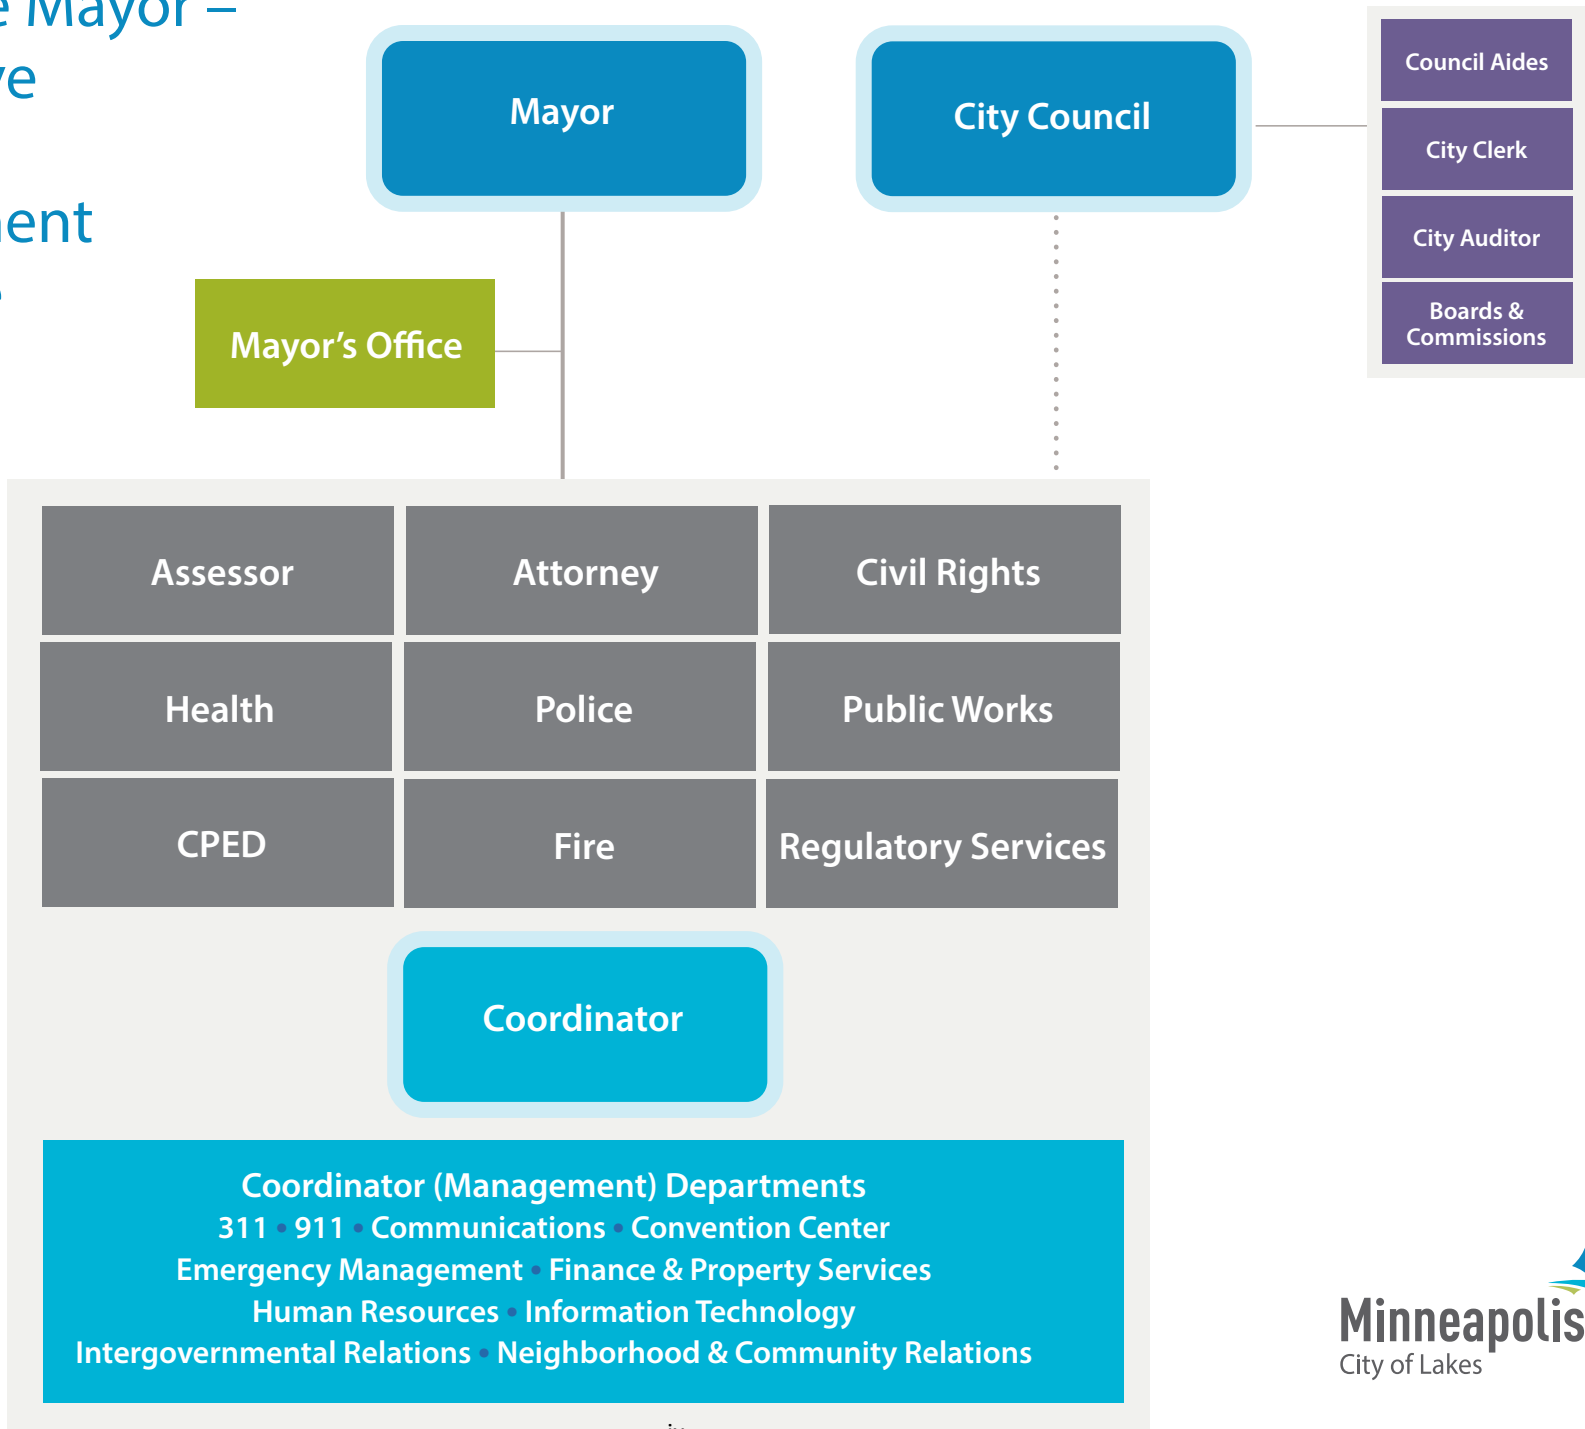 Mayor –
Mayor
City Council
Council Aides
City Clerk
City Auditor
Boards &
Commissions
Mayor's Office
Assessor
Attorney
Civil Rights
Health
Police
Public Works
CPED
Fire
Regulatory Services
Coordinator
Coordinator (Management) Departments
311 • 911 • Communications • Convention Center
Emergency Management • Finance & Property Services
Human Resources • Information Technology
Intergovernmental Relations • Neighborhood & Community Relations
Minneapolis
City of Lakes